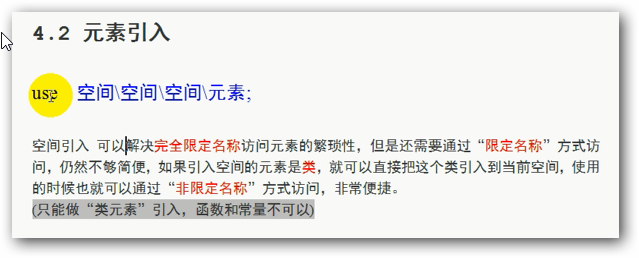 4.2 元素引入
use 空间\空间\空间\元素;
空间引入 可以解决完全限定名称访问元素的繁琐性，但是还需要通过“限定名称”方式访
问，仍然不够简便，如果引入空间的元素是类，就可以直接把这个类引入到当前空间，使用
的时候也就可以通过“非限定名称”方式访问，非常便捷。
(只能做“类元素”引入，函数和常量不可以)